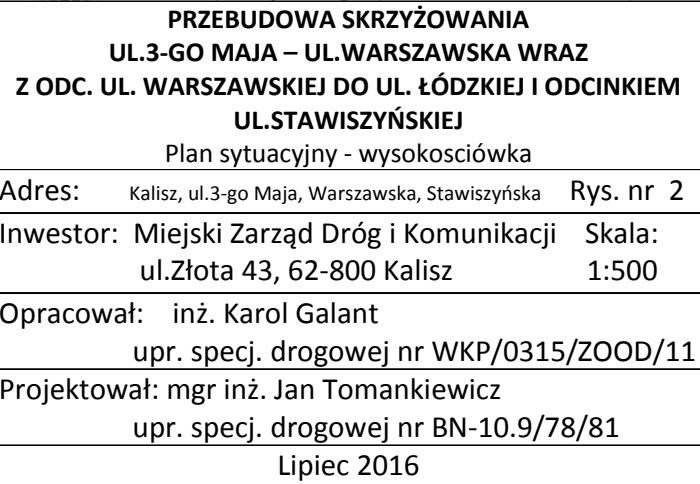 PRZEBUDOWA SKRZYŻOWANIA
UL.3-GO MAJA – UL.WARSZAWSKA WRAZ
Z ODC. UL. WARSZAWSKIEJ DO UL. ŁÓDZKIEJ I ODCINKIEM
UL.STAWISZYŃSKIEJ
Plan sytuacyjny - wysokosciówka
Adres: Kalisz, ul.3-go Maja, Warszawska, Stawiszyńska Rys. nr 2
Inwestor: Miejski Zarząd Dróg i Komunikacji Skala:
ul.Złota 43, 62-800 Kalisz 1:500
Opracował: inż. Karol Galant
upr. specj. drogowej nr WKP/0315/ZOOD/11
Projektował: mgr inż. Jan Tomankiewicz
upr. specj. drogowej nr BN-10.9/78/81
Lipiec 2016